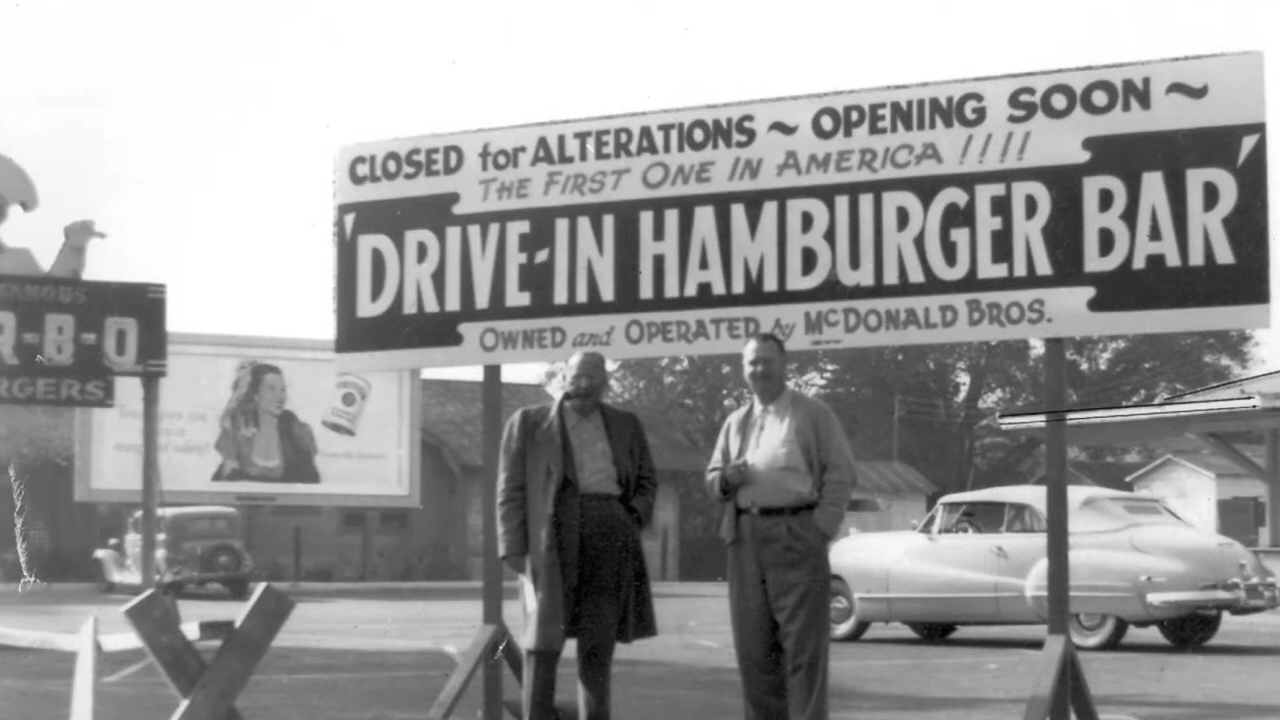 CLOSED for ALTERATIONS ~ OPENING SOON ~
THE FIRST ONE IN AMERICA !!!!
'DRIVE-IN HAMBURGER BAR'
OWNED and OPERATED by McDONALD BROS.
FAMOUS
R-B-Q
RGERS